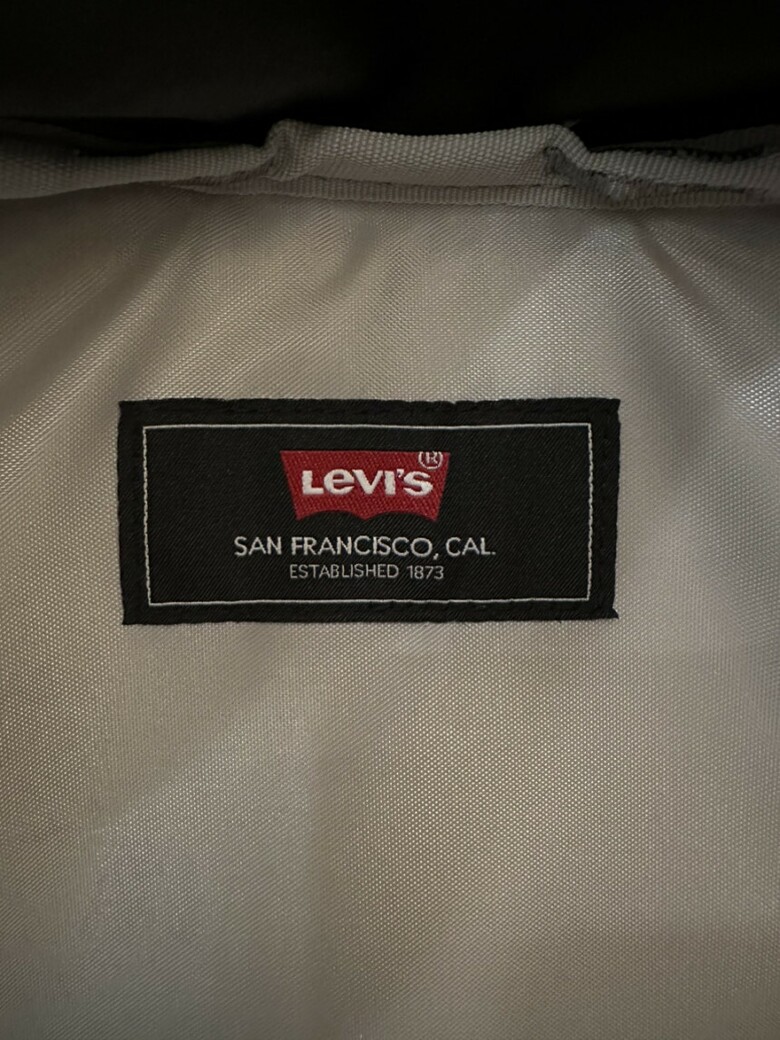 LEVI'S®
SAN FRANCISCO, CAL.
ESTABLISHED 1873